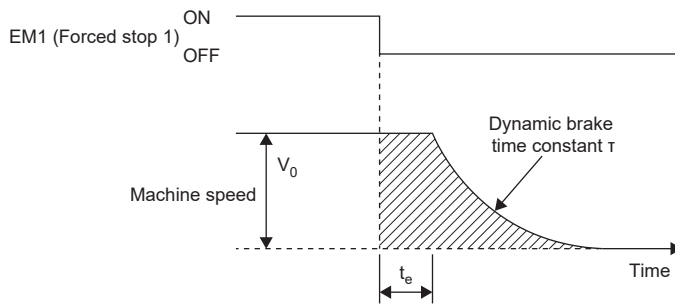 ON
EM1 (Forced stop 1)
OFF
Dynamic brake
time constant τ
V0
Machine speed
Time
te